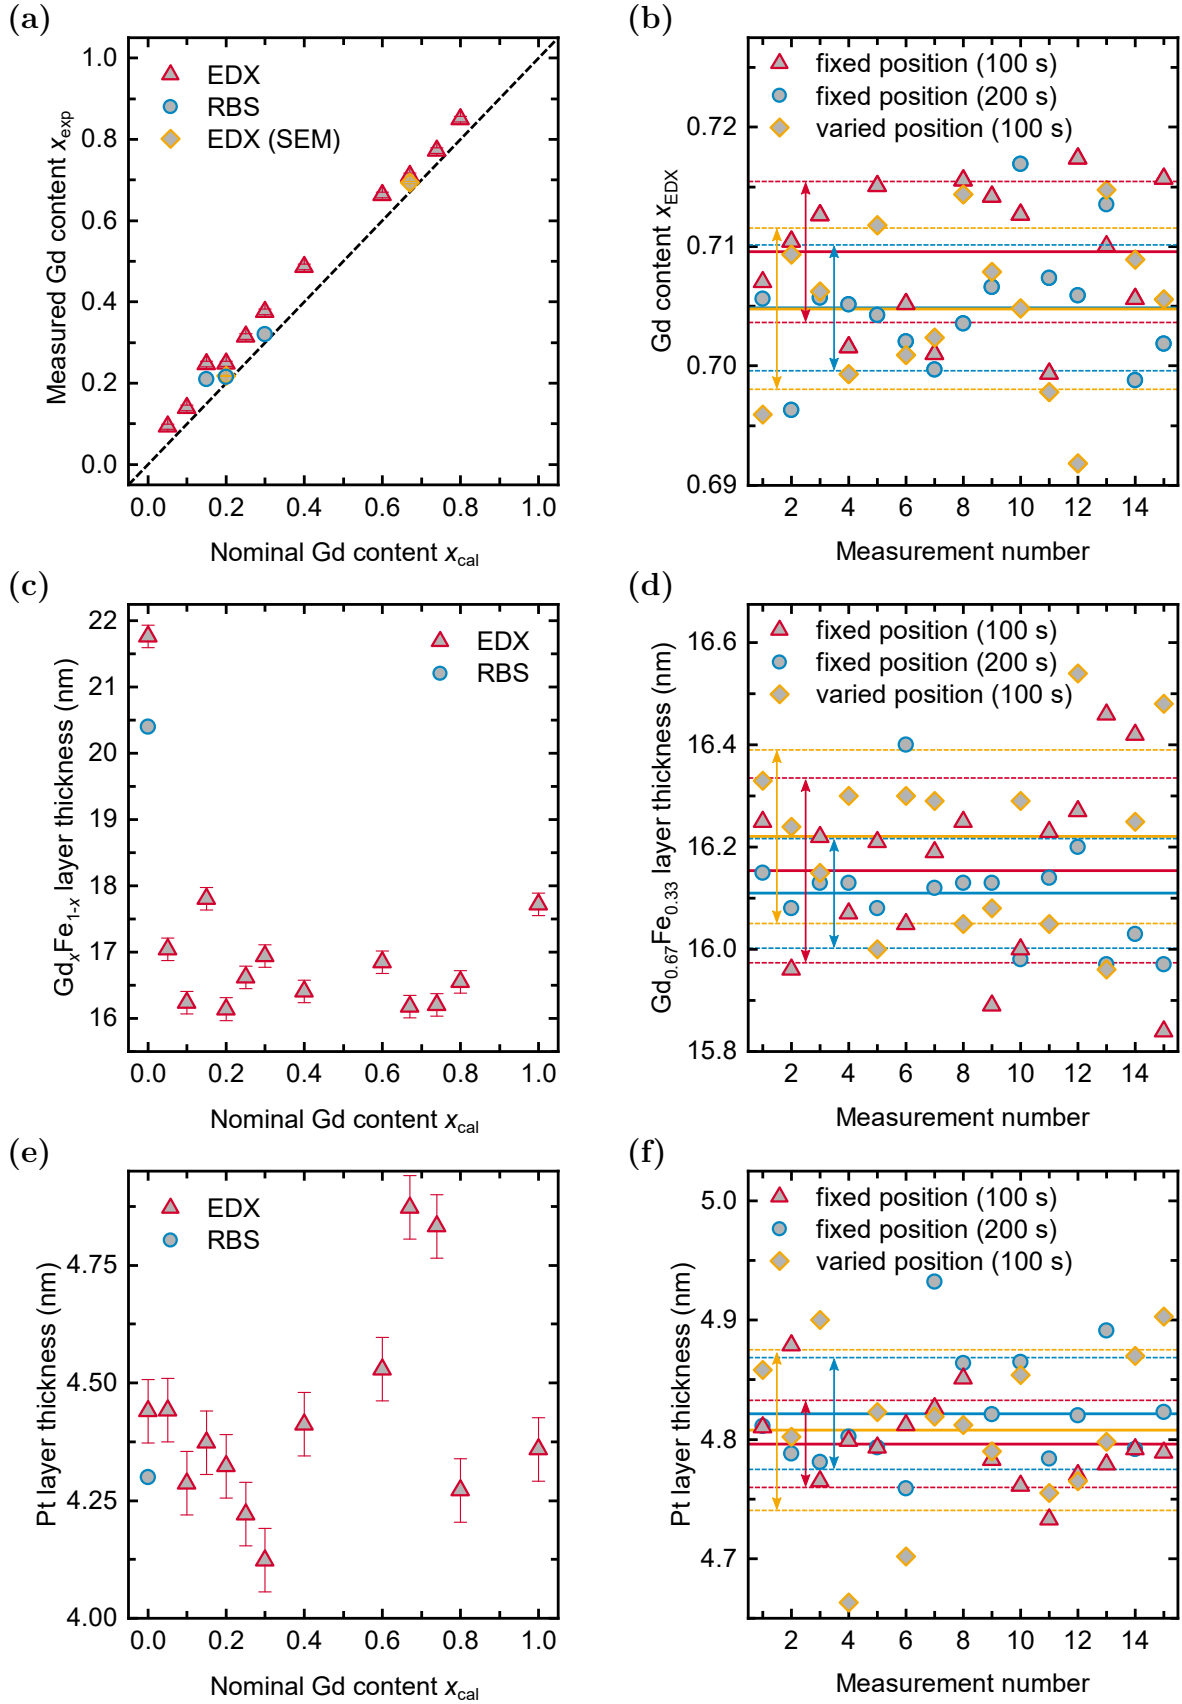 (a)
EDX
RBS
EDX (SEM)
Measured Gd content x_exp
1.0
0.8
0.6
0.4
0.2
0.0
0.0 0.2 0.4 0.6 0.8 1.0
Nominal Gd content x_cal
(b)
fixed position (100 s)
fixed position (200 s)
varied position (100 s)
Gd content x_EDX
0.72
0.71
0.70
0.69
2 4 6 8 10 12 14
Measurement number
(c)
EDX
RBS
Gd_xFe_1-x layer thickness (nm)
22
21
20
19
18
17
16
0.0 0.2 0.4 0.6 0.8 1.0
Nominal Gd content x_cal
(d)
fixed position (100 s)
fixed position (200 s)
varied position (100 s)
Gd_0.67Fe_0.33 layer thickness (nm)
16.6
16.4
16.2
16.0
15.8
2 4 6 8 10 12 14
Measurement number
(e)
EDX
RBS
Pt layer thickness (nm)
4.75
4.50
4.25
4.00
0.0 0.2 0.4 0.6 0.8 1.0
Nominal Gd content x_cal
(f)
fixed position (100 s)
fixed position (200 s)
varied position (100 s)
Pt layer thickness (nm)
5.0
4.9
4.8
4.7
2 4 6 8 10 12 14
Measurement number